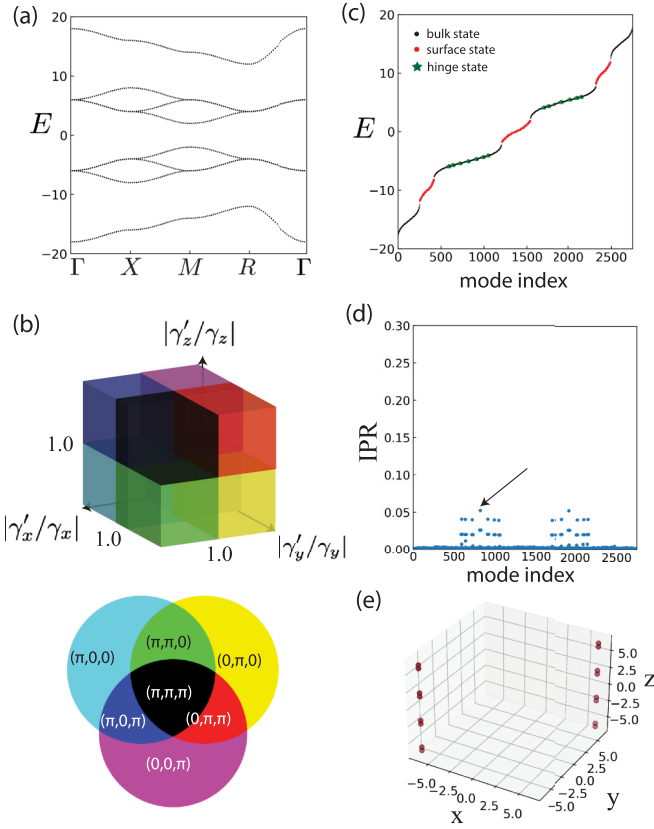 (a)
20
10
E
0
−10
−20
Γ X M R Γ
(b)
|γ′z/γz|
1.0
|γ′x/γx|
1.0
1.0
|γ′y/γy|
(π,0,0)
(π,π,0)
(0,π,0)
(π,π,π)
(π,0,π)
(0,π,π)
(0,0,π)
(c)
bulk state
surface state
hinge state
20
10
E
0
−10
−20
0 500 1000 1500 2000 2500
mode index
(d)
0.30
0.25
0.20
IPR
0.15
0.10
0.05
0.00
0 500 1000 1500 2000 2500
mode index
(e)
5.0
2.5
z
0.0
−2.5
−5.0
−5.0 −2.5 0.0 2.5 5.0
x
−5.0 −2.5 0.0 2.5 5.0
y